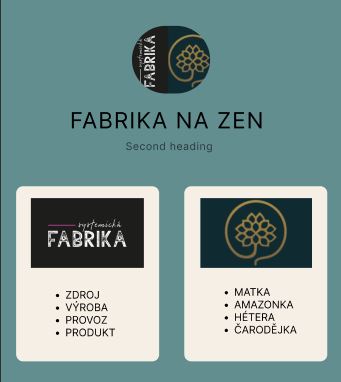 systemická
FABRIKA
FABRIKA NA ZEN
Second heading
systemická
FABRIKA
• ZDROJ
• VÝROBA
• PROVOZ
• PRODUKT
• MATKA
• AMAZONKA
• HÉTERA
• ČARODĚJKA